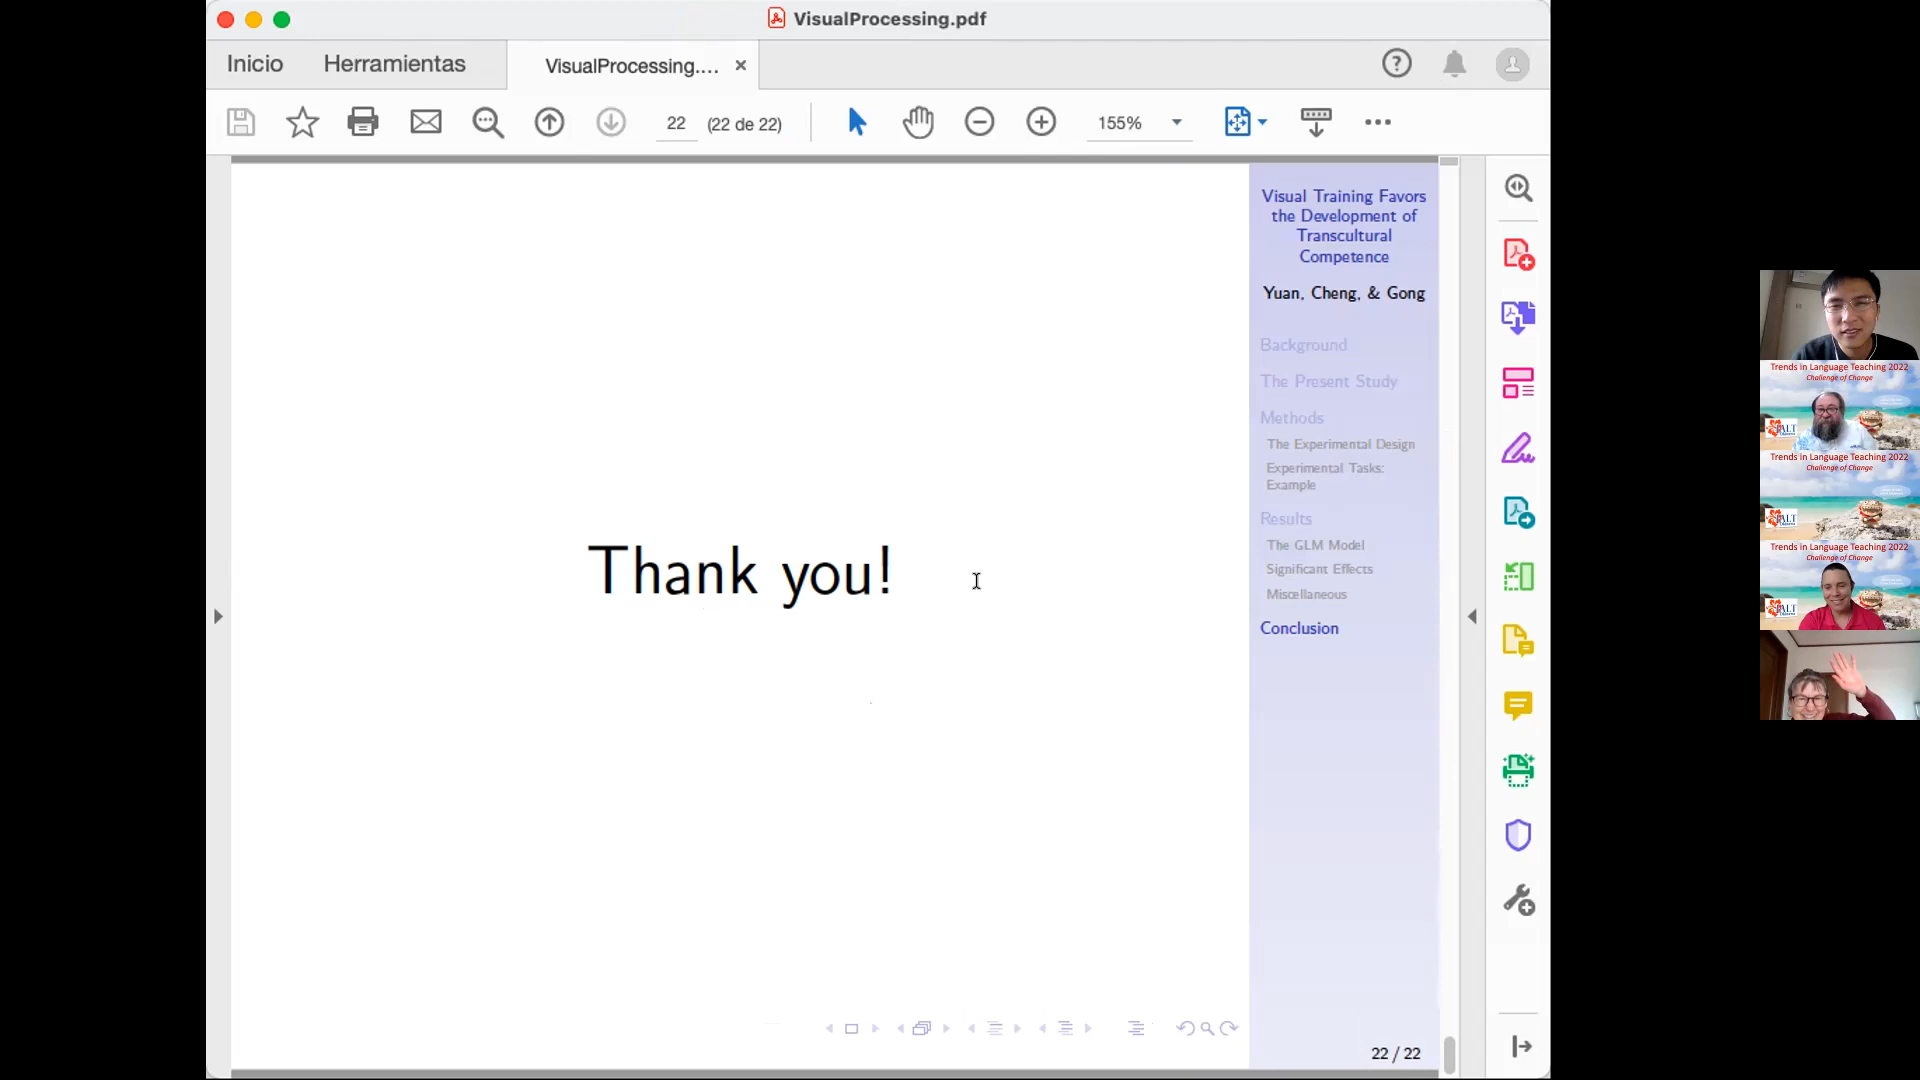 VisualProcessing.pdf
Inicio
Herramientas
VisualProcessing....
22
(22 de 22)
155%
Thank you!
Visual Training Favors
the Development of
Transcultural
Competence
Yuan, Cheng, & Gong
Background
The Present Study
Methods
The Experimental Design
Experimental Tasks:
Example
Results
The GLM Model
Significant Effects
Miscellaneous
Conclusion
22 / 22
Trends in Language Teaching 2022
Challenge of Change
Trends in Language Teaching 2022
Challenge of Change
Trends in Language Teaching 2022
Challenge of Change